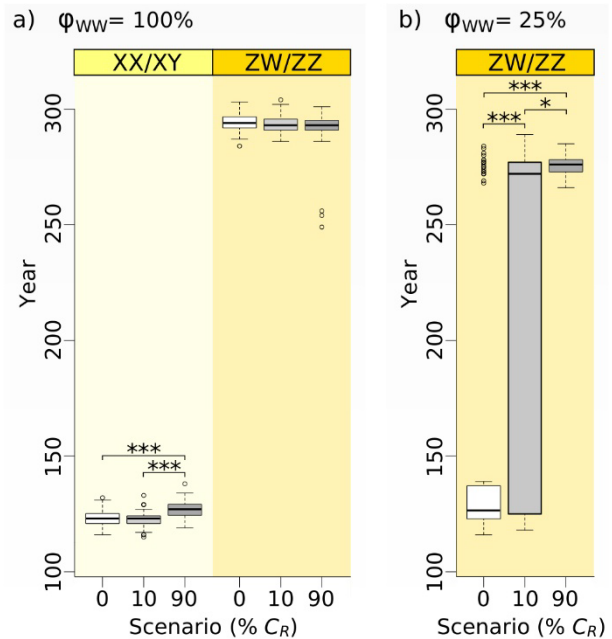 a) φWW= 100%
XX/XY ZW/ZZ
Year
300
250
200
150
100
*** 
***
0 10 90 0 10 90
Scenario (% CR)
b) φWW= 25%
ZW/ZZ
***
*** *
Year
300
250
200
150
100
0 10 90
Scenario (% CR)